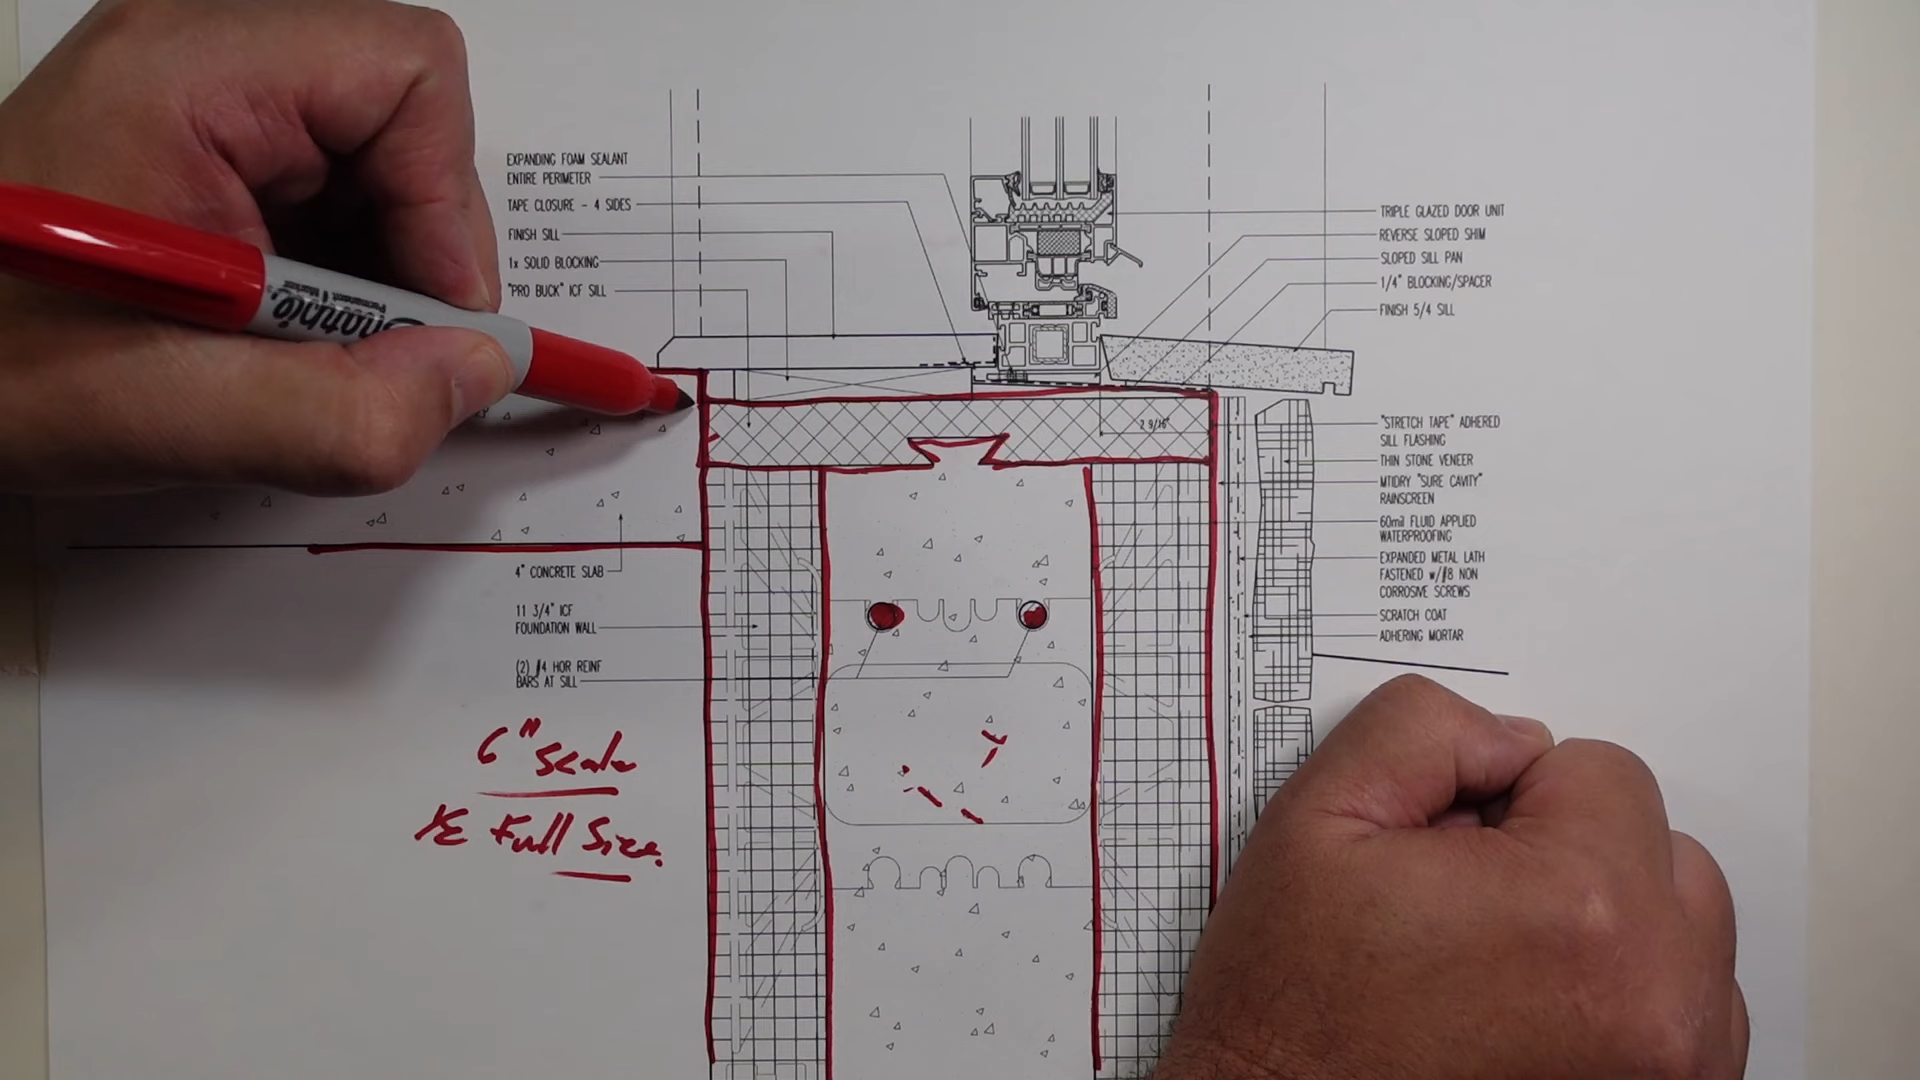 EXPANDING FOAM SEALANT
ENTIRE PERIMETER
TAPE CLOSURE - 4 SIDES
FINISH SILL
1x SOLID BLOCKING
"PRO BUCK" ICF SILL
4" CONCRETE SLAB
11 3/4" ICF
FOUNDATION WALL
(2) #4 HOR REINF
BARS AT SILL
6" Scale
Full Size.
2 9/16"
TRIPLE GLAZED DOOR UNIT
REVERSE SLOPED SHIM
SLOPED SILL PAN
1/4" BLOCKING/SPACER
FINISH 5/4 SILL
"STRETCH TAPE" ADHERED
SILL FLASHING
THIN STONE VENEER
MTIDRY "SURE CAVITY"
RAINSCREEN
60mil FLUID APPLIED
WATERPROOFING
EXPANDED METAL LATH
FASTENED w/#8 NON
CORROSIVE SCREWS
SCRATCH COAT
ADHERING MORTAR
Sharpie
Permanent Marker